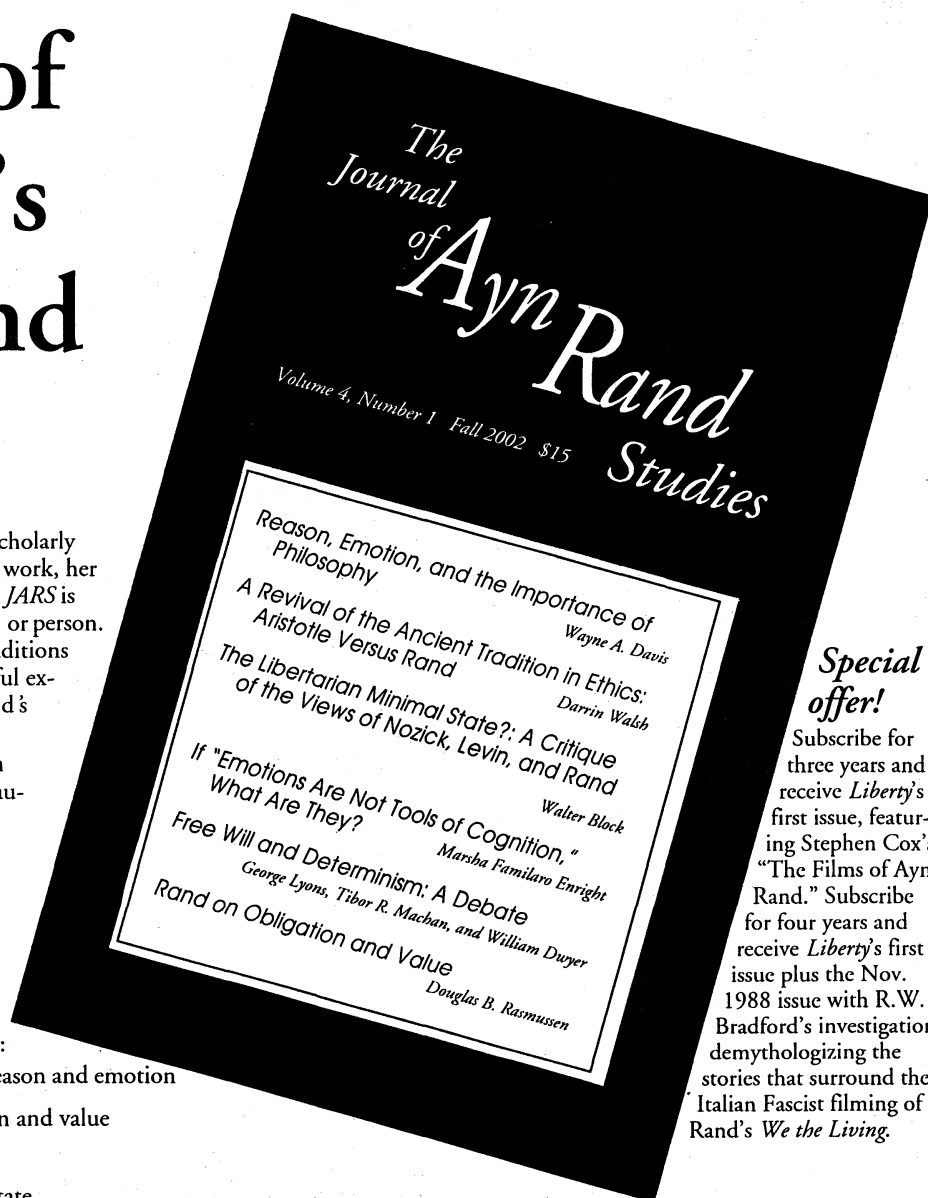 of
's
nd
cholarly
work, her
JARS is
or person.
ditions
ful ex-
d's
n
au-
:
eason and emotion
n and value
tate
The
Journal
of Ayn Rand
Studies
Volume 4, Number 1 Fall 2002 $15
Reason, Emotion, and the Importance of
Philosophy
Wayne A. Davis
A Revival of the Ancient Tradition in Ethics:
Aristotle Versus Rand
Darrin Walsh
The Libertarian Minimal State?: A Critique
of the Views of Nozick, Levin, and Rand
Walter Block
If "Emotions Are Not Tools of Cognition,"
What Are They?
Marsha Familaro Enright
Free Will and Determinism: A Debate
George Lyons, Tibor R. Machan, and William Dwyer
Rand on Obligation and Value
Douglas B. Rasmussen
Special
offer!
Subscribe for
three years and
receive Liberty's
first issue, featur-
ing Stephen Cox's
“The Films of Ayn
Rand.” Subscribe
for four years and
receive Liberty's first
issue plus the Nov.
1988 issue with R.W.
Bradford's investigation
demythologizing the
stories that surround the
Italian Fascist filming of
Rand's We the Living.